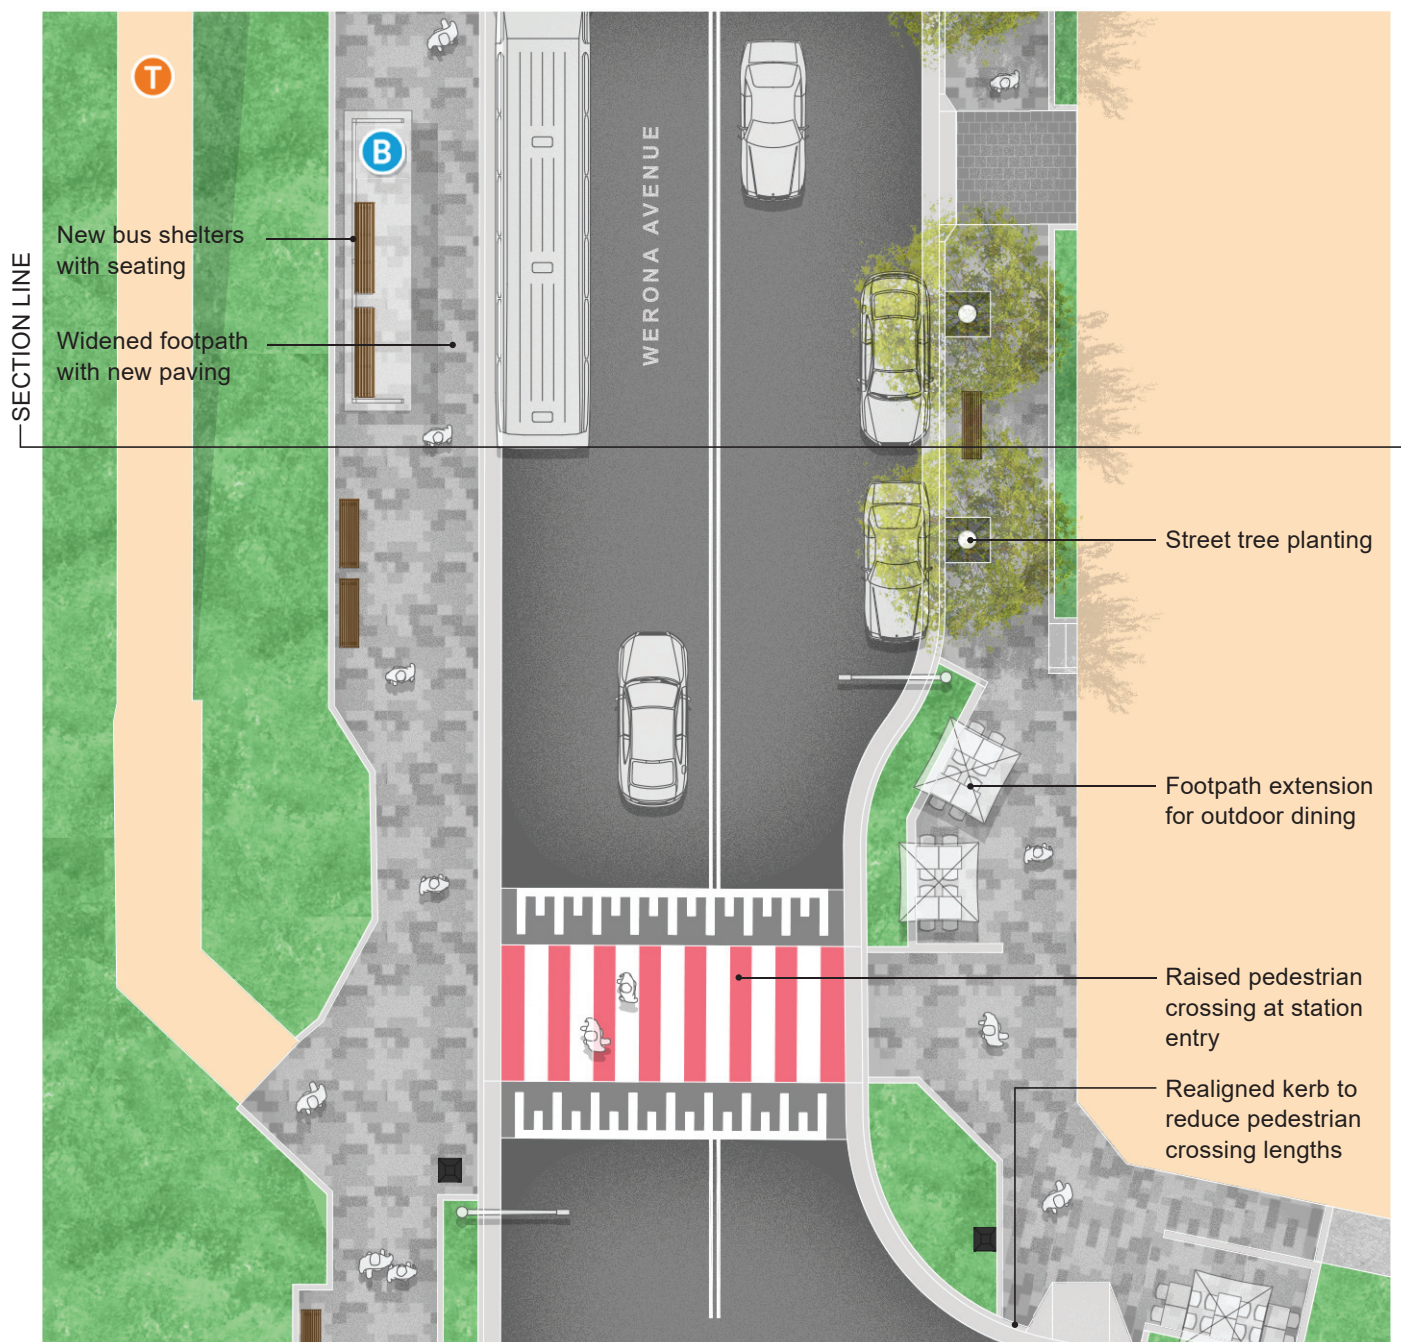 T
B
New bus shelters
with seating
SECTION LINE
Widened footpath
with new paving
WERONA AVENUE
Street tree planting
Footpath extension
for outdoor dining
Raised pedestrian
crossing at station
entry
Realigned kerb to
reduce pedestrian
crossing lengths